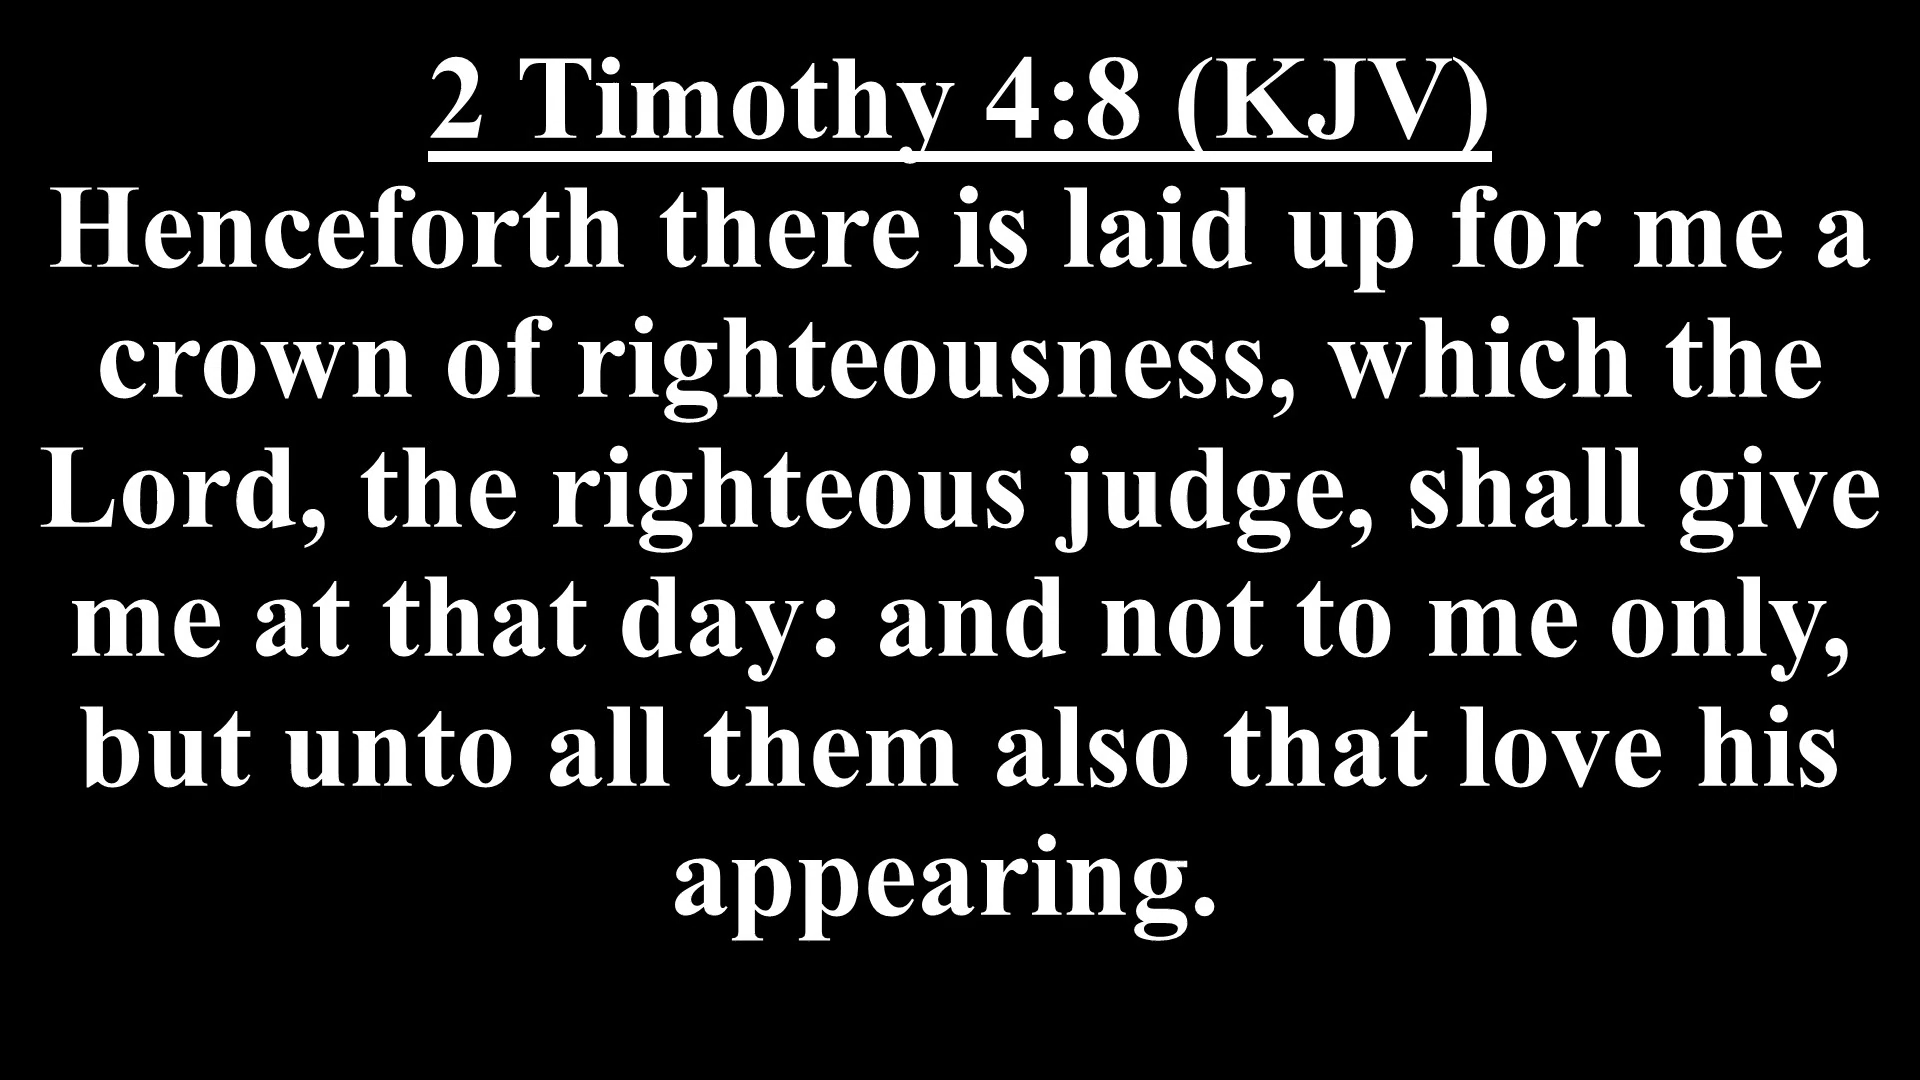 2 Timothy 4:8 (KJV)
Henceforth there is laid up for me a
crown of righteousness, which the
Lord, the righteous judge, shall give
me at that day: and not to me only,
but unto all them also that love his
appearing.